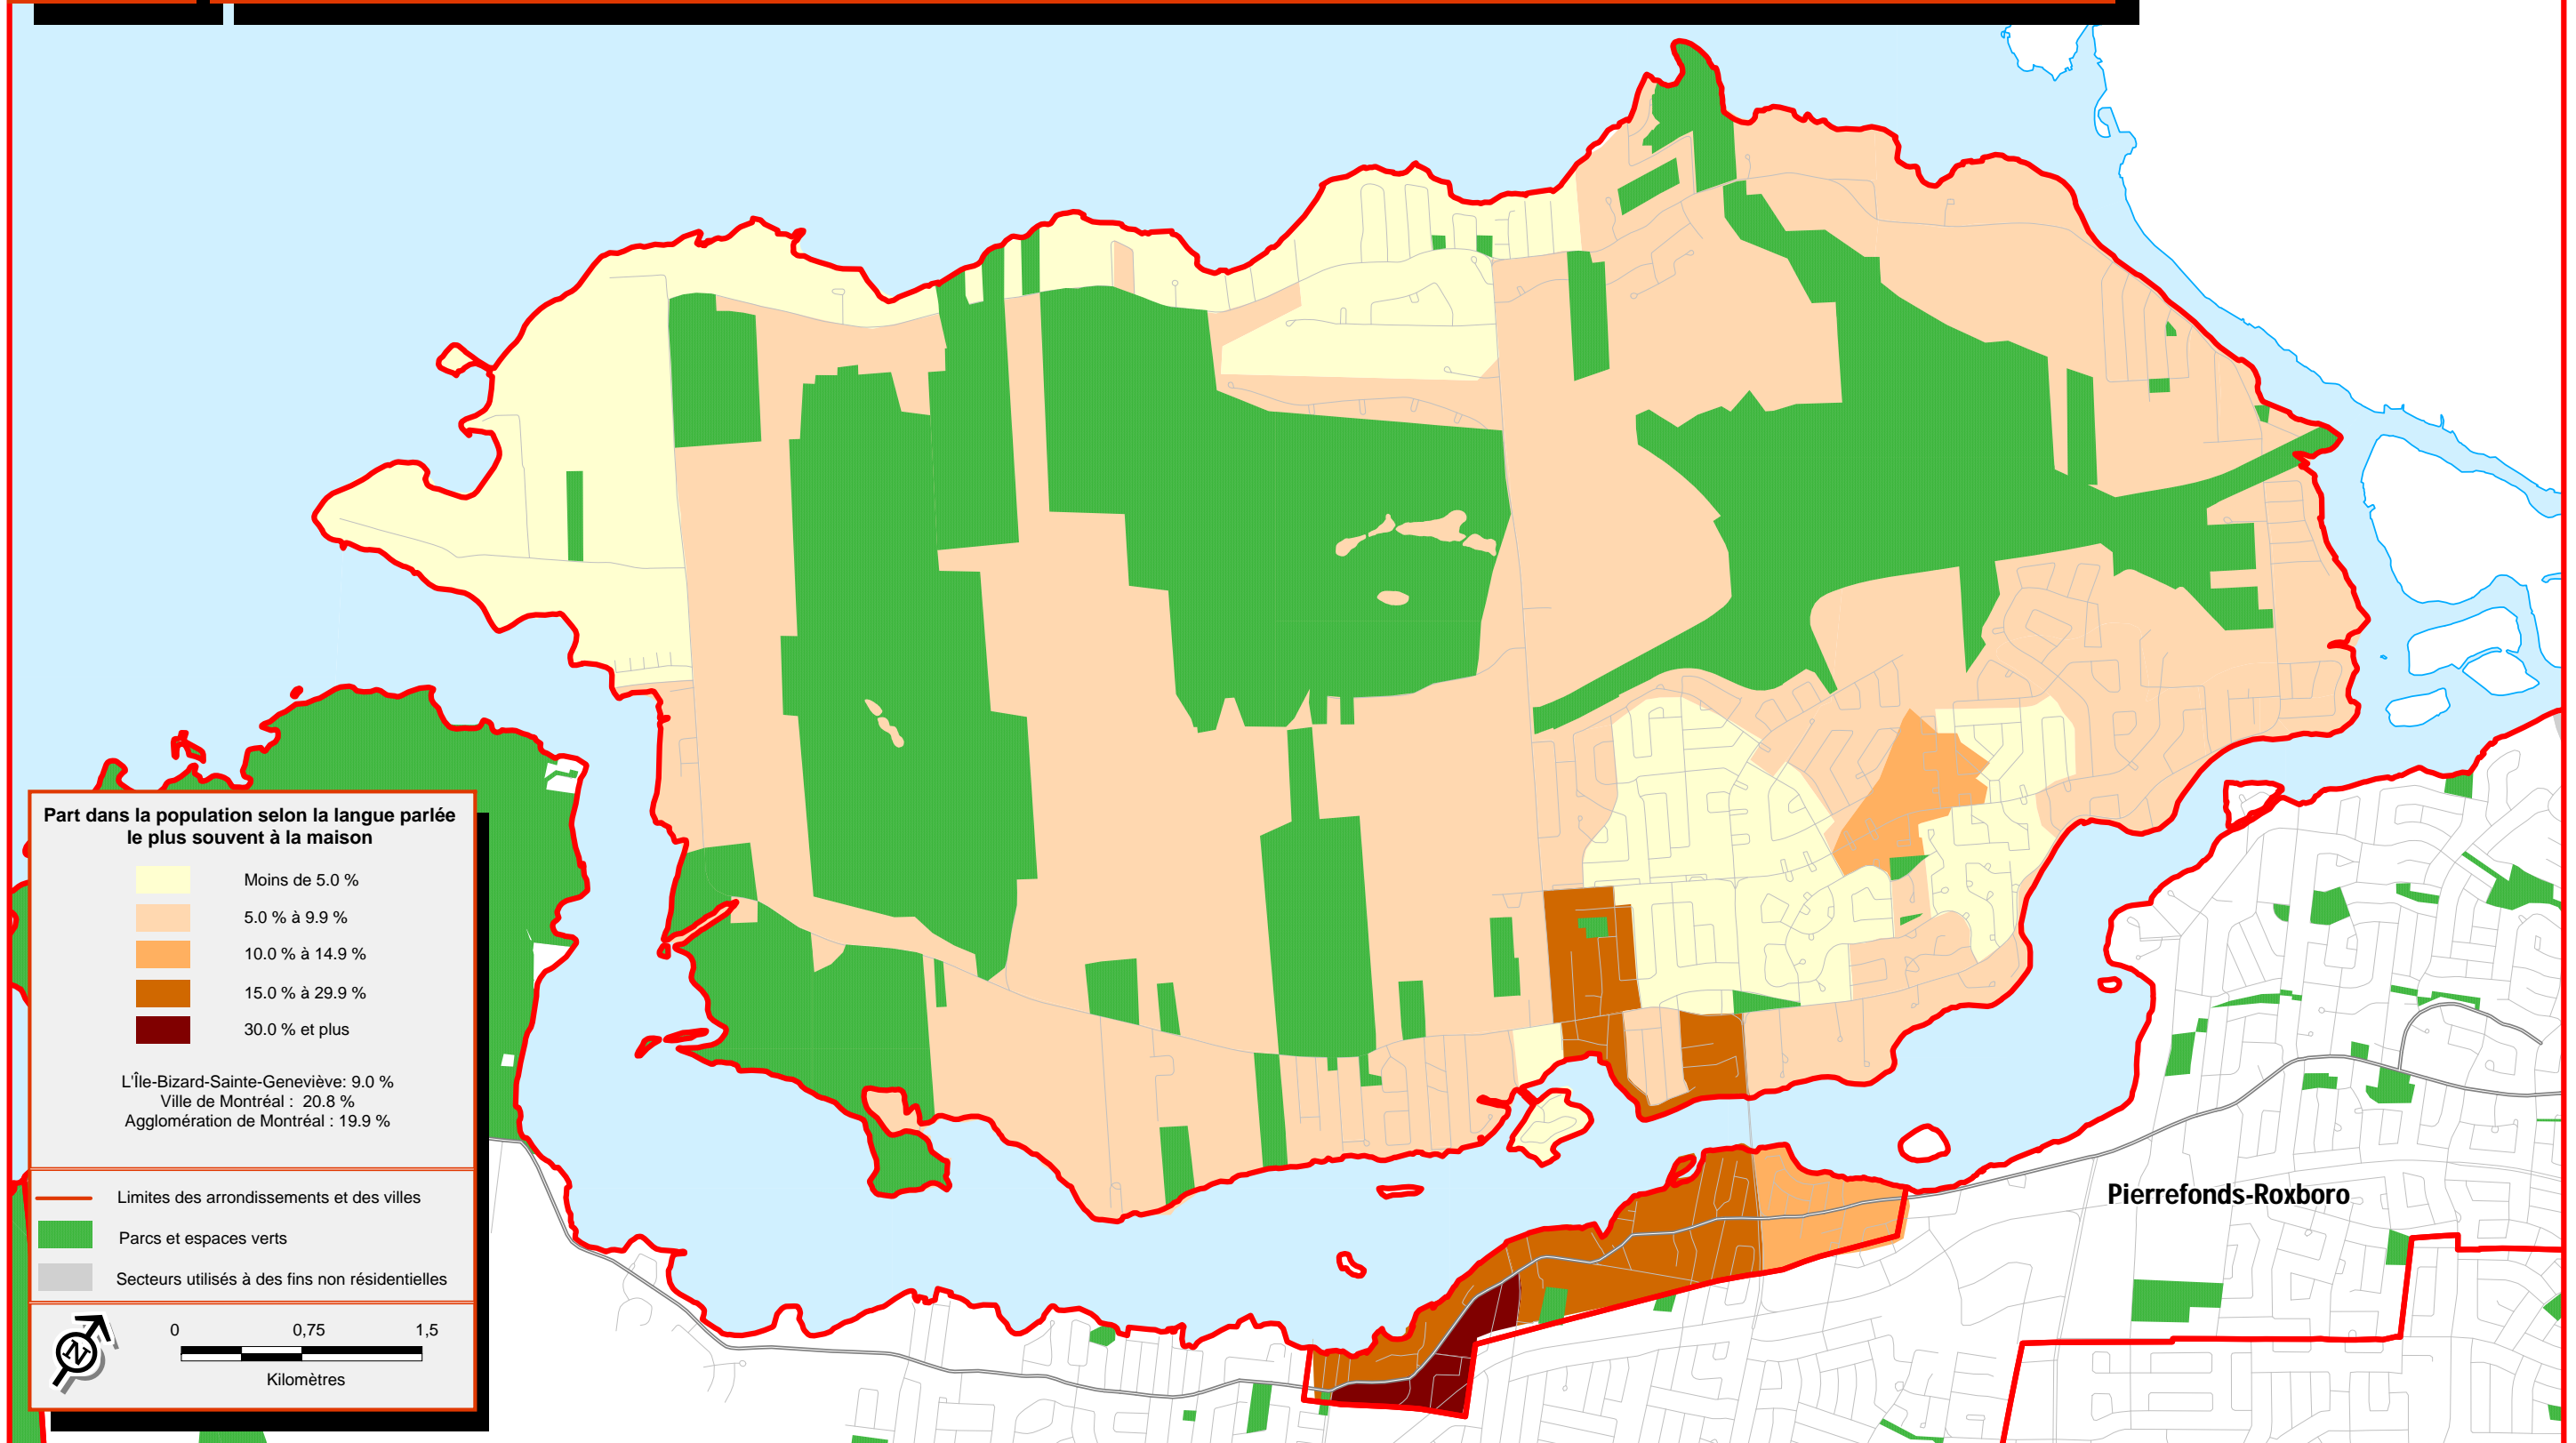 Part dans la population selon la langue parlée
le plus souvent à la maison
Moins de 5.0 %
5.0 % à 9.9 %
10.0 % à 14.9 %
15.0 % à 29.9 %
30.0 % et plus
L'Île-Bizard-Sainte-Geneviève: 9.0 %
Ville de Montréal : 20.8 %
Agglomération de Montréal : 19.9 %
Limites des arrondissements et des villes
Parcs et espaces verts
Secteurs utilisés à des fins non résidentielles
N
0 0,75 1,5
Kilomètres
Pierrefonds-Roxboro